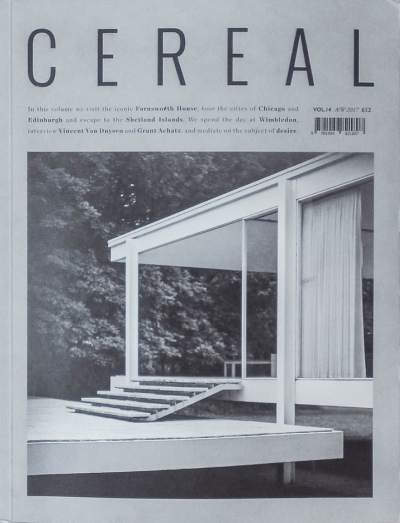 CEREAL
In this volume we visit the iconic Farnsworth House, tour the cities of Chicago and
Edinburgh and escape to the Shetland Islands. We spend the day at Wimbledon,
interview Vincent Van Duysen and Grant Achatz, and mediate on the subject of desire.
VOL.14 A/W 2017 £12